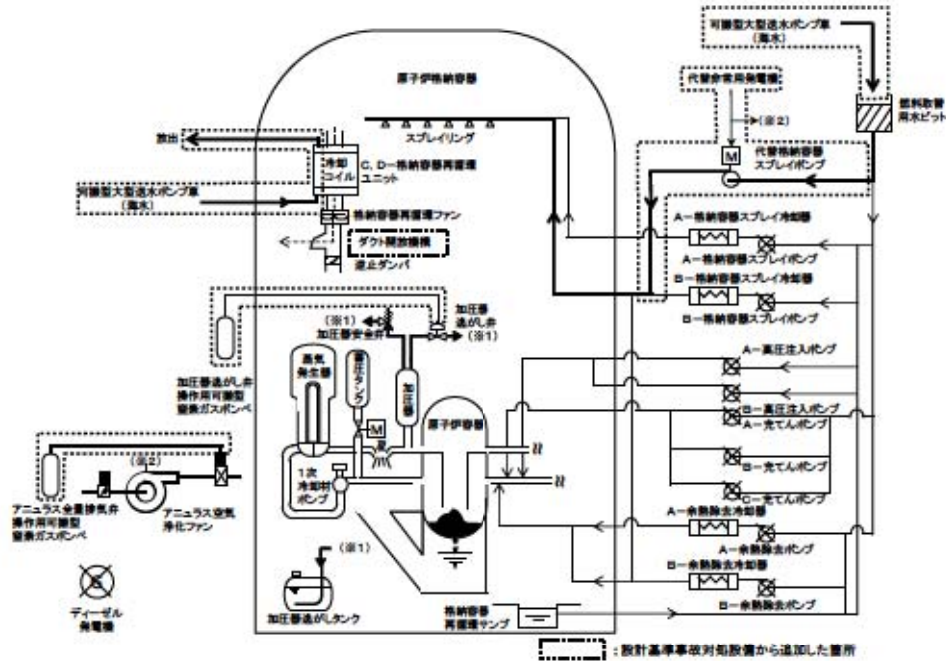 可搬型大型送水ポンプ車
(海水)
原子炉格納容器
代替非常用発電機
燃料取替
用水ピット
(※2)
スプレイリング
放出
冷却
コイル
C, D-格納容器再循環
ユニット
M
代替格納容器
スプレイポンプ
可搬型大型送水ポンプ車
(海水)
格納容器再循環ファン
A-格納容器スプレイ冷却器
ダクト開放機構
A-格納容器スプレイポンプ
逆止ダンパ
B-格納容器スプレイ冷却器
B-格納容器スプレイポンプ
(※1)
加圧器安全弁
加圧器
逃がし弁
(※1)
蒸気
発生器
蓄圧タンク
加圧器
加圧器逃がし弁
操作用可搬型
窒素ガスボンベ
A-高圧注入ポンプ
原子炉容器
M
B-高圧注入ポンプ
A-充てんポンプ
(※2)
1次
冷却材
ポンプ
B-充てんポンプ
C-充てんポンプ
アニュラス全量排気弁
操作用可搬型
窒素ガスボンベ
アニュラス空気
浄化ファン
A-余熱除去冷却器
A-余熱除去ポンプ
(※1)
B-余熱除去冷却器
B-余熱除去ポンプ
G
ディーゼル
発電機
加圧器逃がしタンク
格納容器
再循環サンプ
:設計基準事故対処設備から追加した箇所